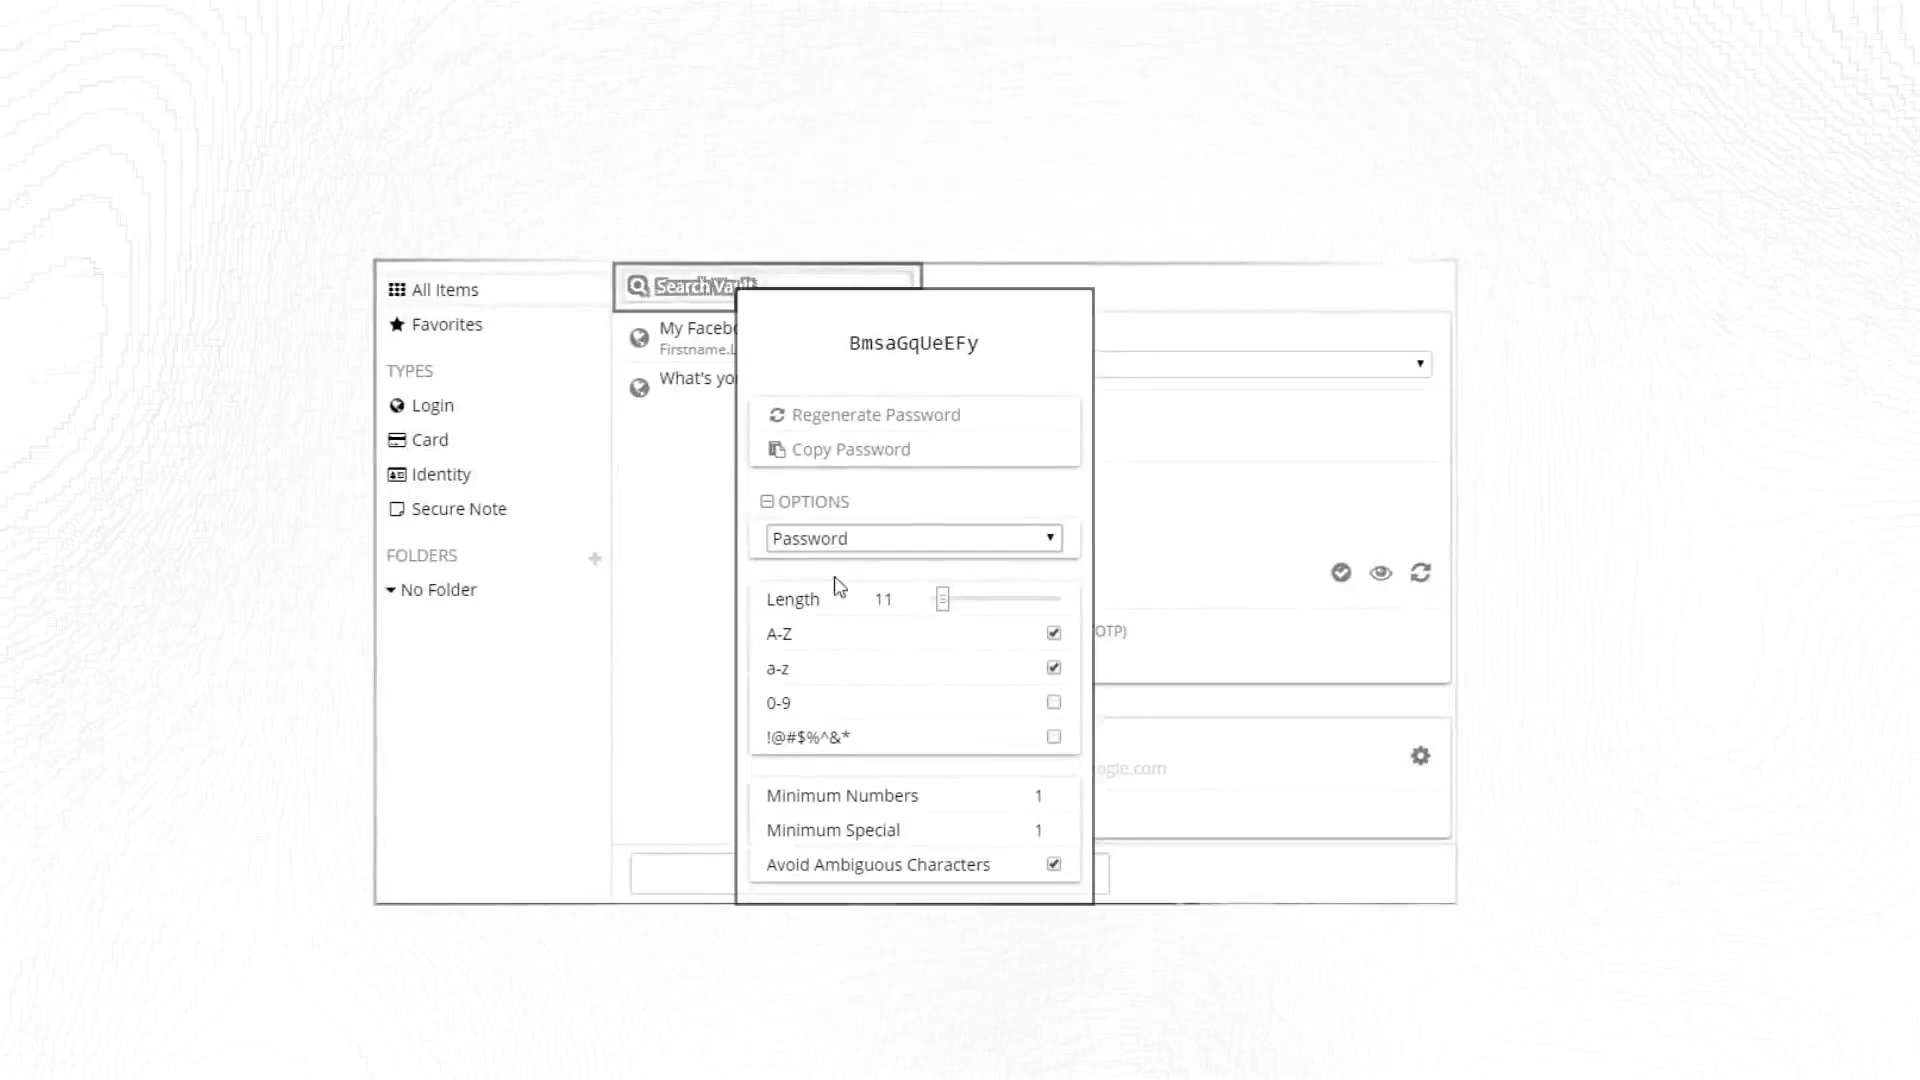 All Items
Favorites
TYPES
Login
Card
Identity
Secure Note
FOLDERS
No Folder
Search Vault
My Facebo
Firstname.L
What's yo
BmsaGqUeEFy
Regenerate Password
Copy Password
OPTIONS
Password
Length 11
A-Z
a-z
0-9
!@#$%^&*
Minimum Numbers 1
Minimum Special 1
Avoid Ambiguous Characters
OTP)
ogle.com